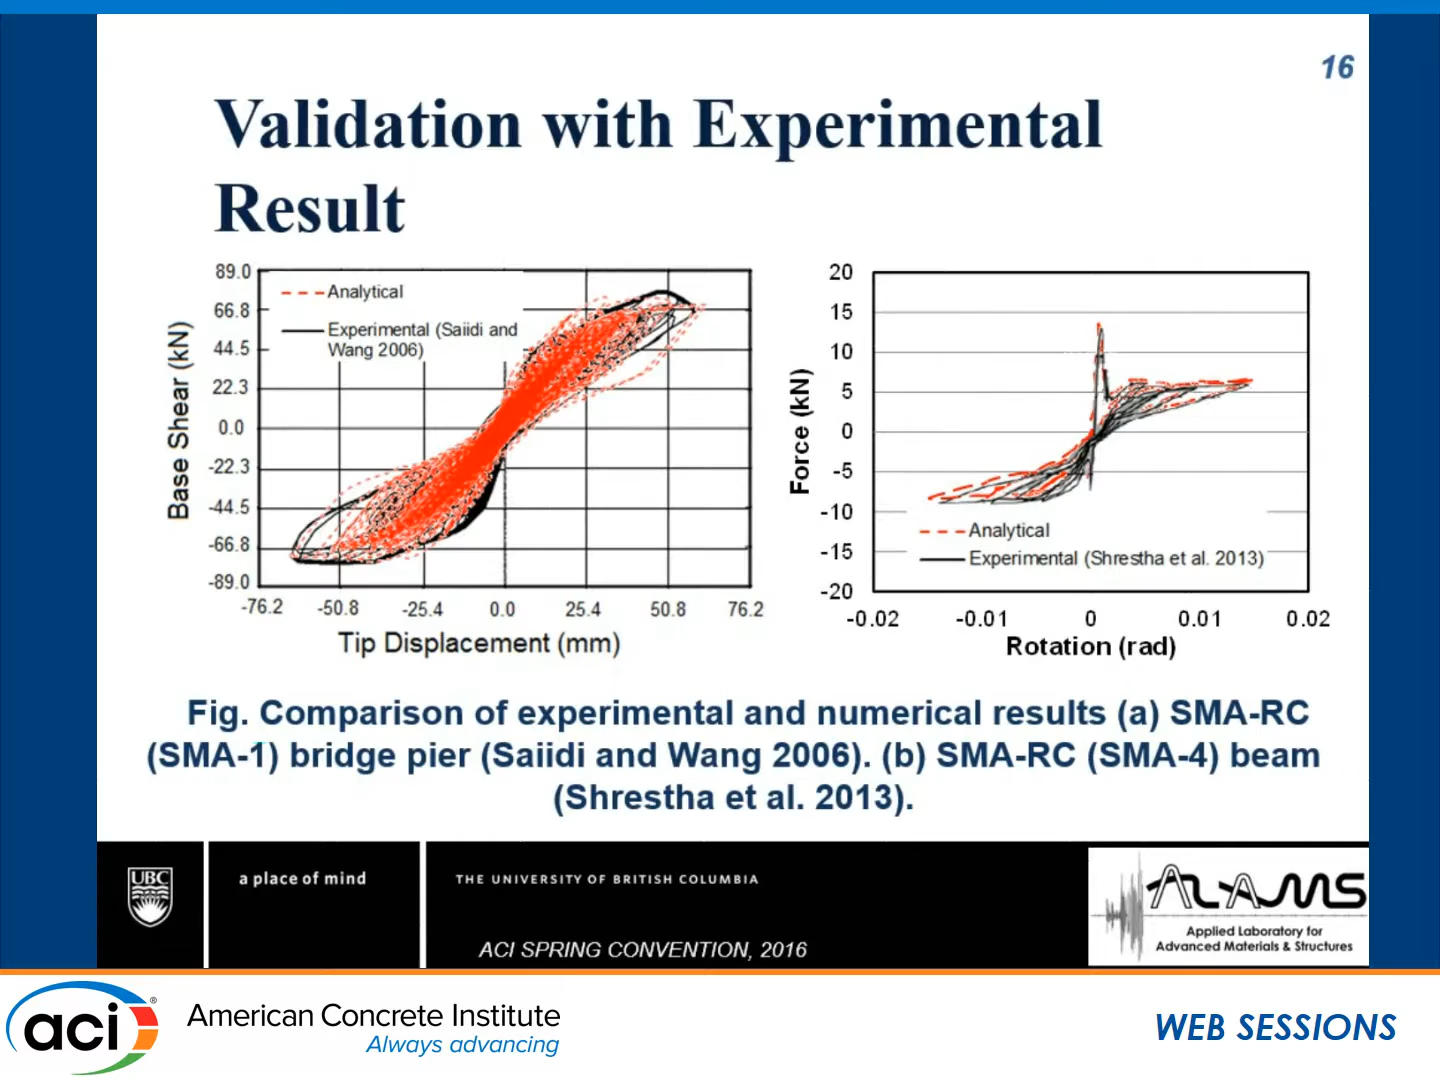 16
Validation with Experimental
Result
89.0
66.8
44.5
22.3
0.0
-22.3
-44.5
-66.8
-89.0
Base Shear (kN)
Analytical
Experimental (Saiidi and
Wang 2006)
-76.2 -50.8 -25.4 0.0 25.4 50.8 76.2
Tip Displacement (mm)
20
15
10
5
0
-5
-10
-15
-20
Force (kN)
Analytical
Experimental (Shrestha et al. 2013)
-0.02 -0.01 0 0.01 0.02
Rotation (rad)
Fig. Comparison of experimental and numerical results (a) SMA-RC
(SMA-1) bridge pier (Saiidi and Wang 2006). (b) SMA-RC (SMA-4) beam
(Shrestha et al. 2013).
UBC
a place of mind
THE UNIVERSITY OF BRITISH COLUMBIA
ACI SPRING CONVENTION, 2016
ALAMS
Applied Laboratory for
Advanced Materials & Structures
aci®
American Concrete Institute
Always advancing
WEB SESSIONS